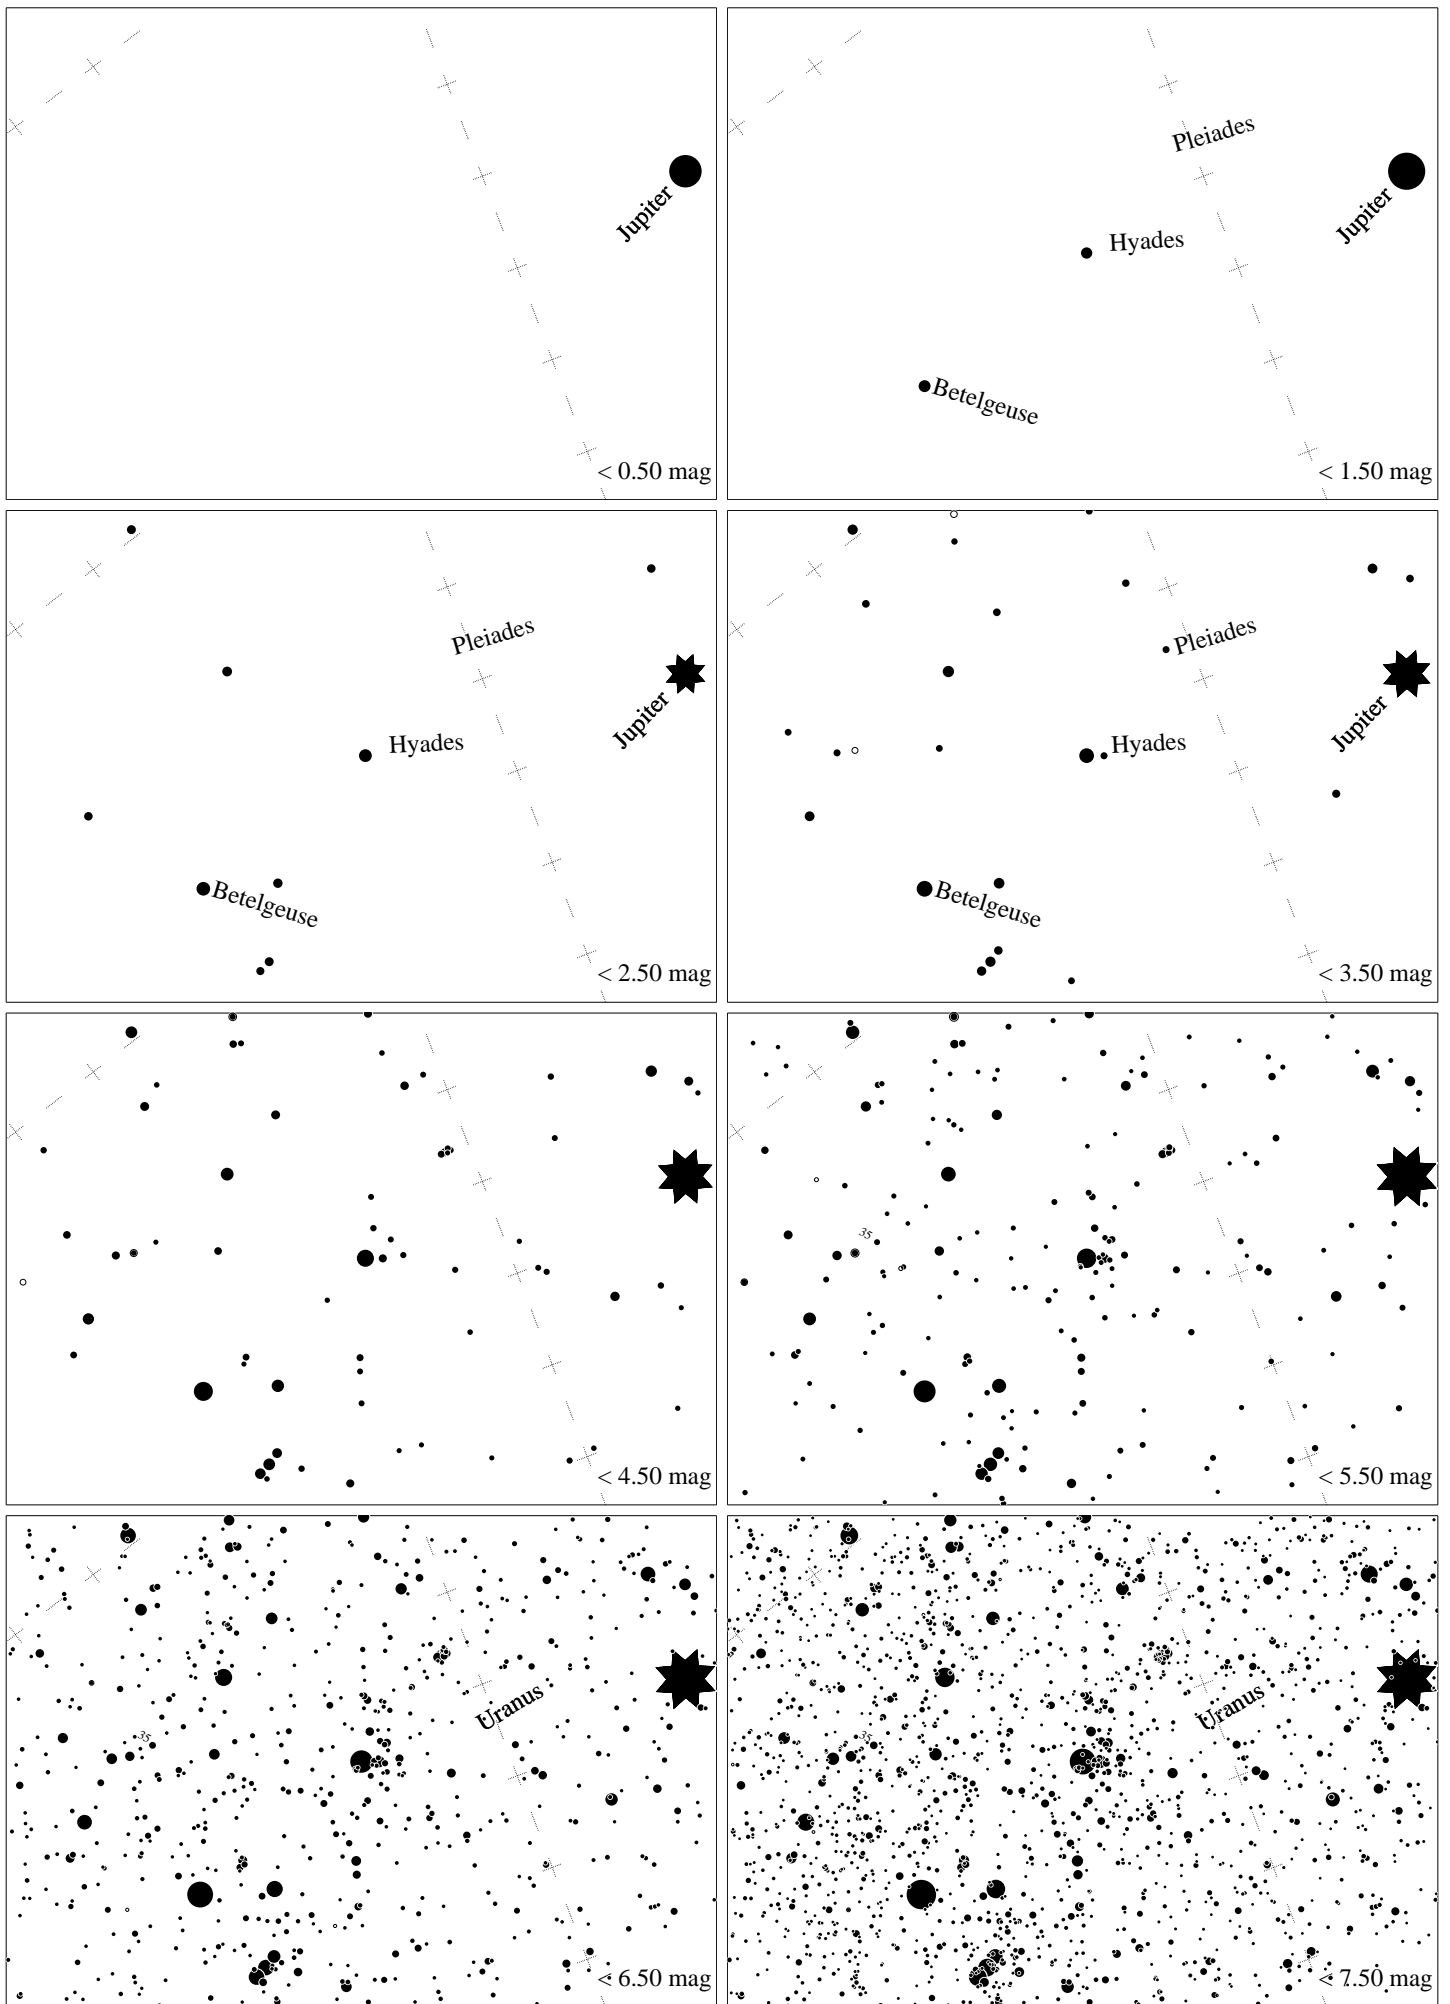 Jupiter
< 0.50 mag
Pleiades
Hyades
Jupiter
Betelgeuse
< 1.50 mag
Pleiades
Hyades
Jupiter
Betelgeuse
< 2.50 mag
Pleiades
Hyades
Jupiter
Betelgeuse
< 3.50 mag
< 4.50 mag
35
< 5.50 mag
Uranus
35
< 6.50 mag
Uranus
35
< 7.50 mag